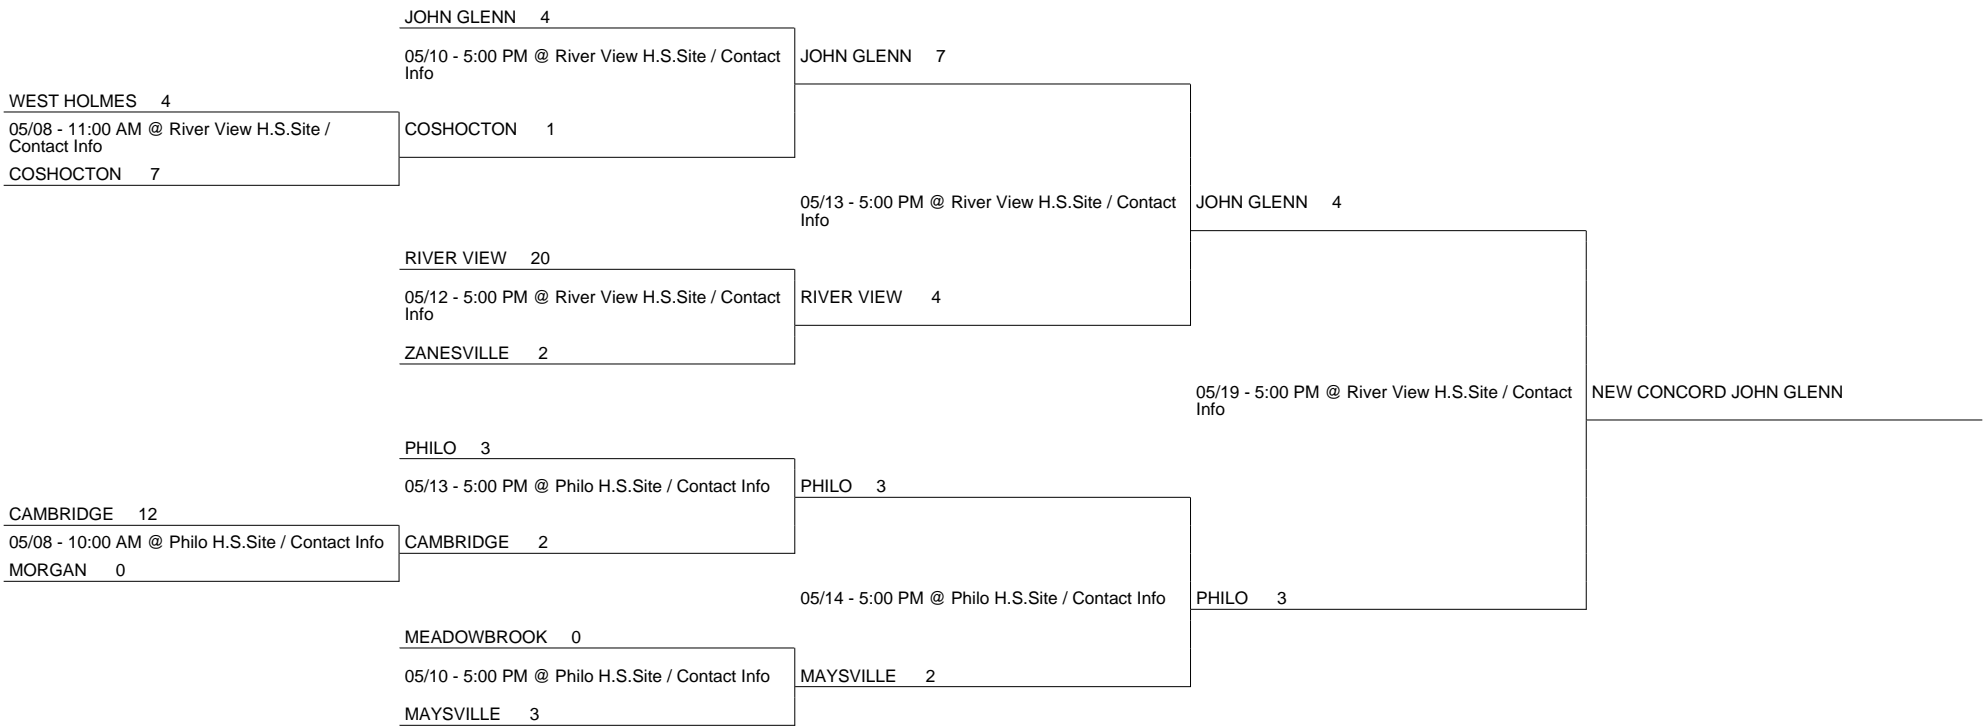 JOHN GLENN 4
05/10 - 5:00 PM @ River View H.S.Site / Contact
Info
JOHN GLENN 7
WEST HOLMES 4
05/08 - 11:00 AM @ River View H.S.Site /
Contact Info
COSHOCTON 1
COSHOCTON 7
05/13 - 5:00 PM @ River View H.S.Site / Contact
Info
JOHN GLENN 4
RIVER VIEW 20
05/12 - 5:00 PM @ River View H.S.Site / Contact
Info
RIVER VIEW 4
ZANESVILLE 2
05/19 - 5:00 PM @ River View H.S.Site / Contact
Info
NEW CONCORD JOHN GLENN
PHILO 3
05/13 - 5:00 PM @ Philo H.S.Site / Contact Info
PHILO 3
CAMBRIDGE 12
05/08 - 10:00 AM @ Philo H.S.Site / Contact Info
CAMBRIDGE 2
MORGAN 0
05/14 - 5:00 PM @ Philo H.S.Site / Contact Info
PHILO 3
MEADOWBROOK 0
05/10 - 5:00 PM @ Philo H.S.Site / Contact Info
MAYSVILLE 2
MAYSVILLE 3